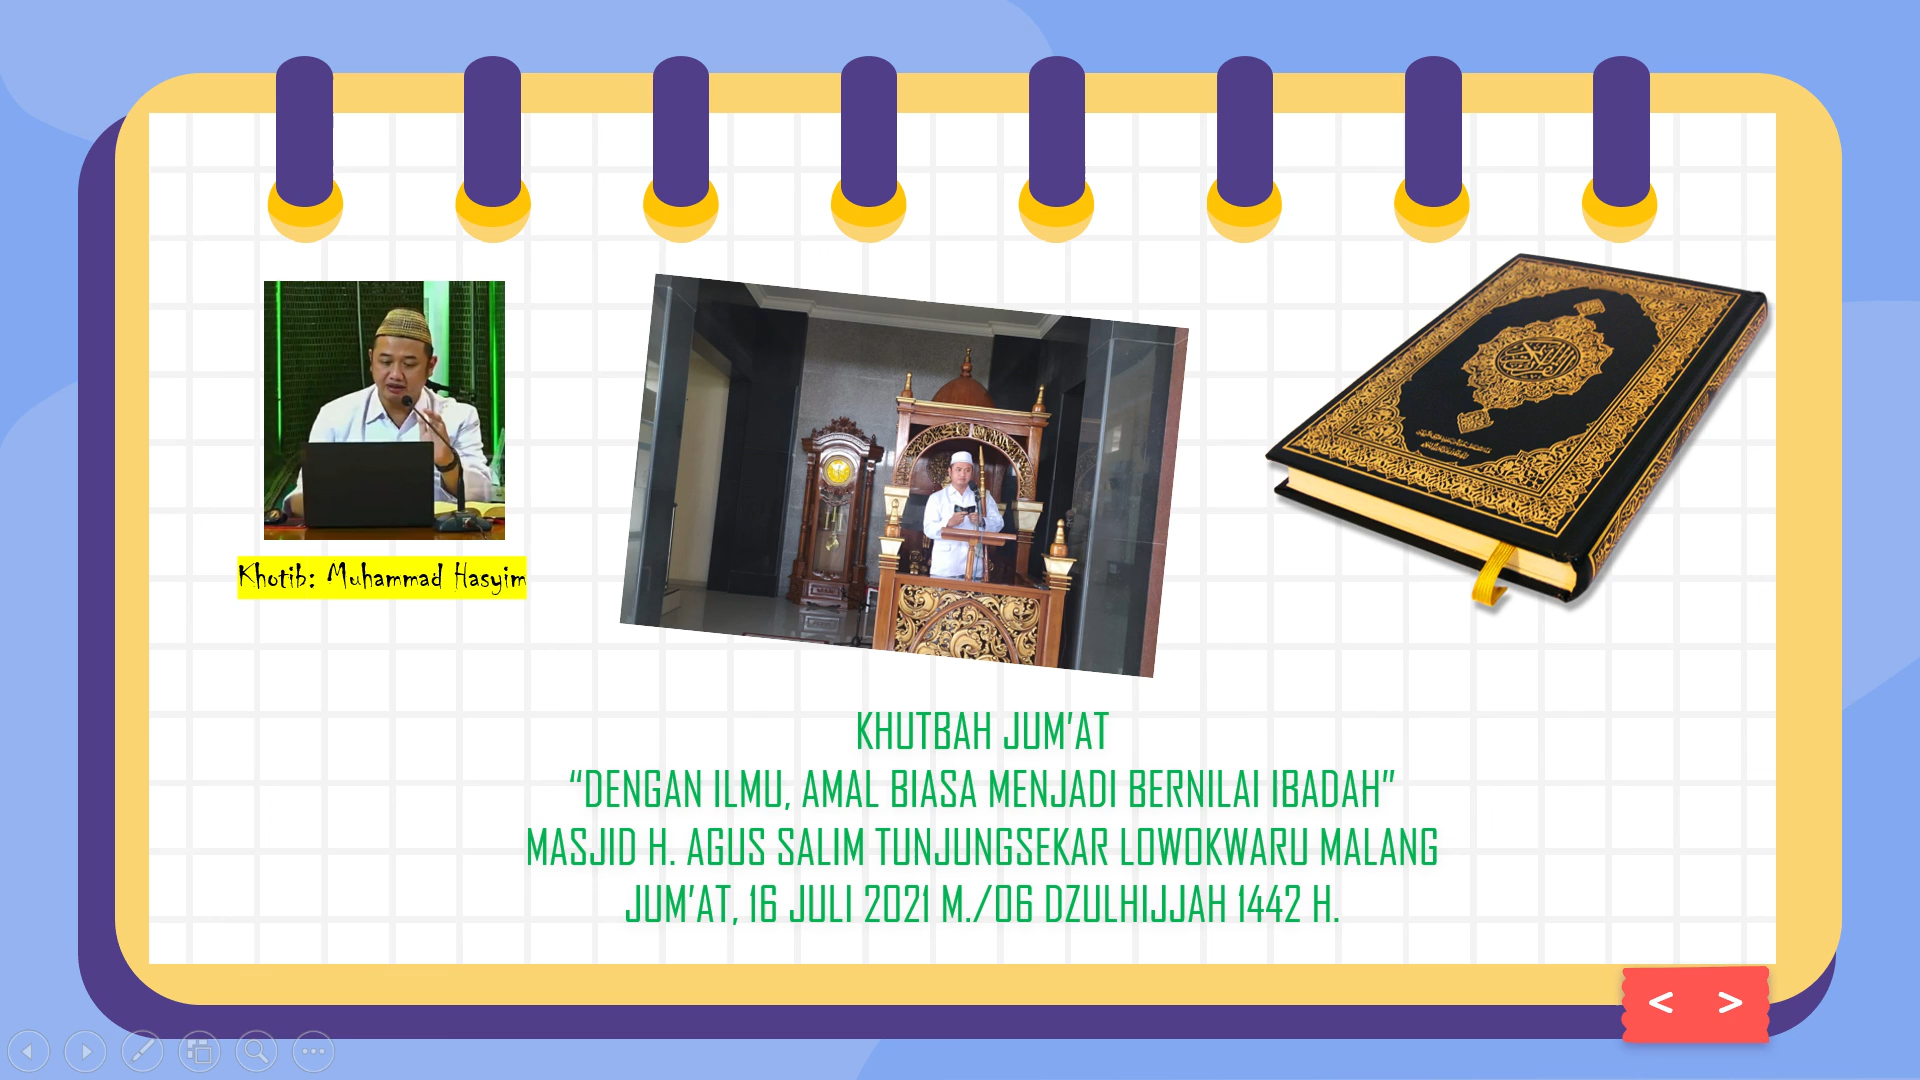 Khotib: Muhammad Hasyim
KHUTBAH JUM’AT
“DENGAN ILMU, AMAL BIASA MENJADI BERNILAI IBADAH”
MASJID H. AGUS SALIM TUNJUNGSEKAR LOWOKWARU MALANG
JUM’AT, 16 JULI 2021 M./06 DZULHIJJAH 1442 H.
< >